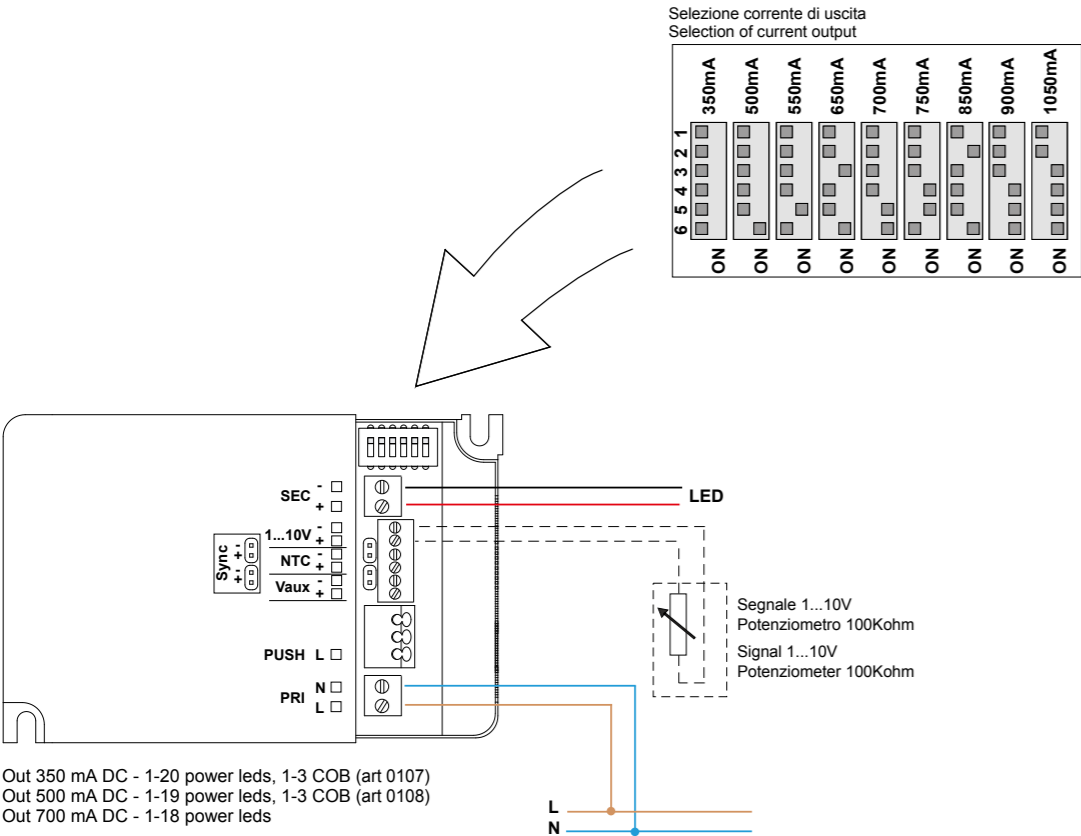 Selezione corrente di uscita
Selection of current output
350mA 500mA 550mA 650mA 700mA 750mA 850mA 900mA 1050mA
1
2
3
4
5
6
ON ON ON ON ON ON ON ON ON
SEC - +
LED
1...10V - +
NTC - +
Vaux - +
Sync + - + -
Segnale 1...10V
Potenziometro 100Kohm
Signal 1...10V
Potenziometer 100Kohm
PUSH L
PRI N L
Out 350 mA DC - 1-20 power leds, 1-3 COB (art 0107)
Out 500 mA DC - 1-19 power leds, 1-3 COB (art 0108)
Out 700 mA DC - 1-18 power leds
L
N